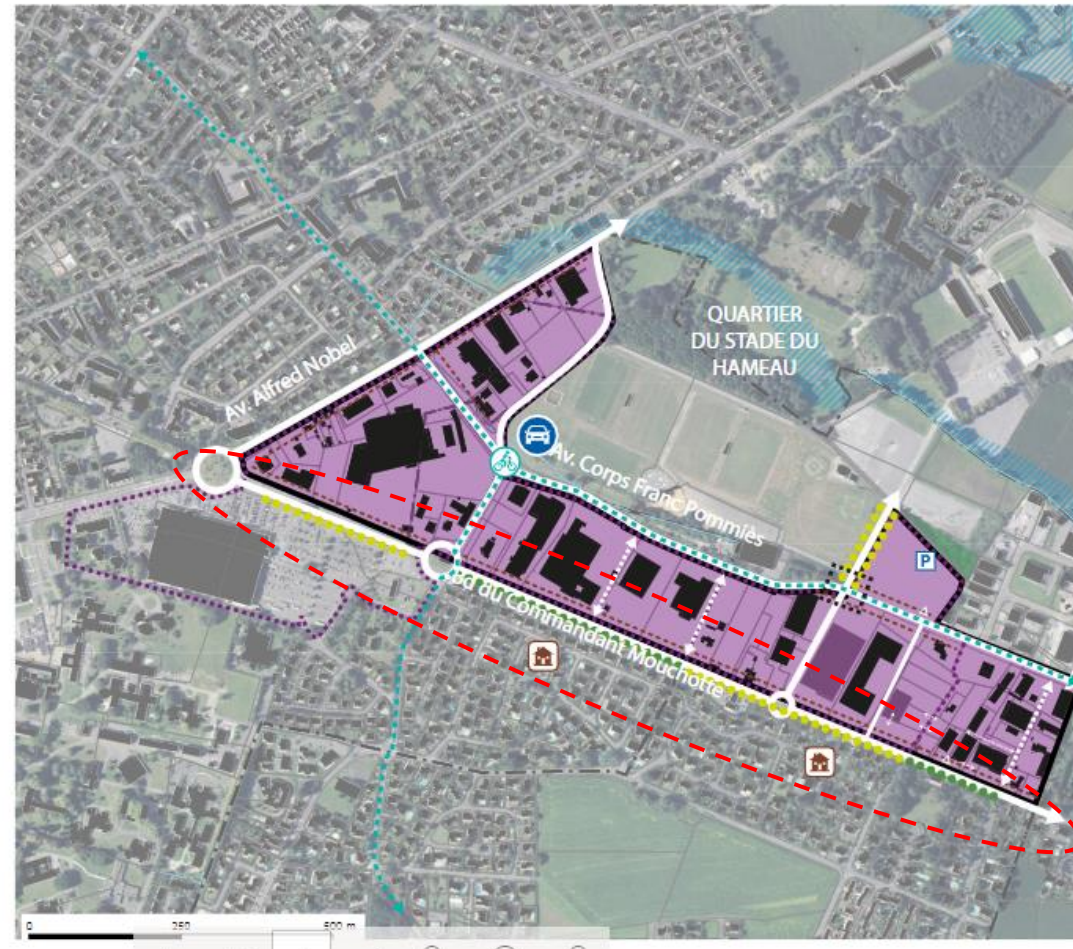 QUARTIER
DU STADE DU
HAMEAU
Av. Alfred Nobel
Av. Corps Franc Pommiès
Bd du Commandant Mouchotte
P
0 250 500 m